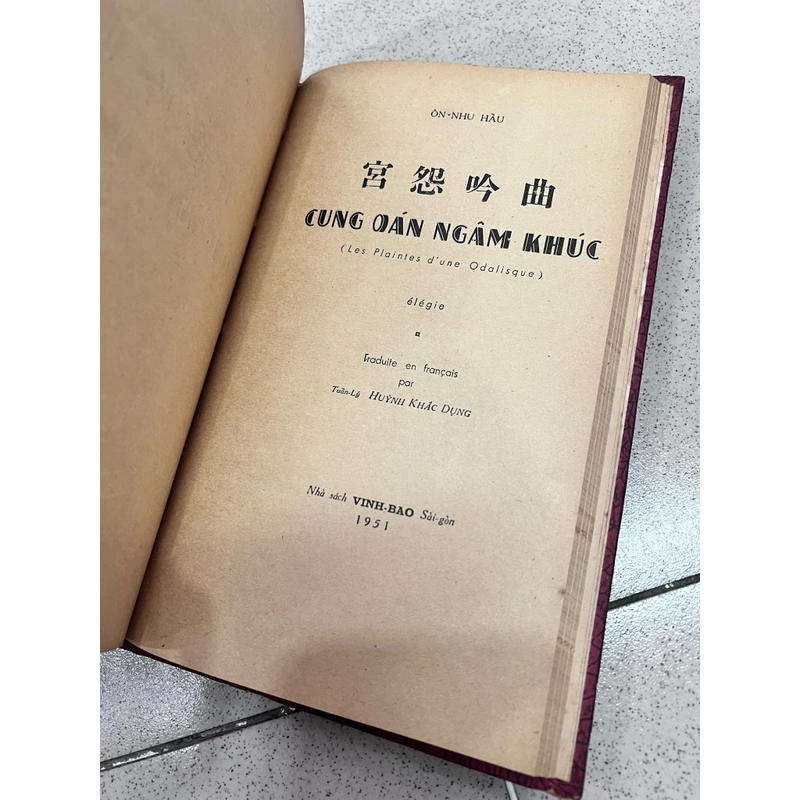 ÔN-NHU HẦU
宮怨吟曲
CUNG OÁN NGÂM KHÚC
(Les Plaintes d'une Odalisque)
élégie
Traduite en français
par
Tuần-Lý HUỲNH KHẮC DỤNG
Nhà sách VINH-BAO Sài-gòn
1951